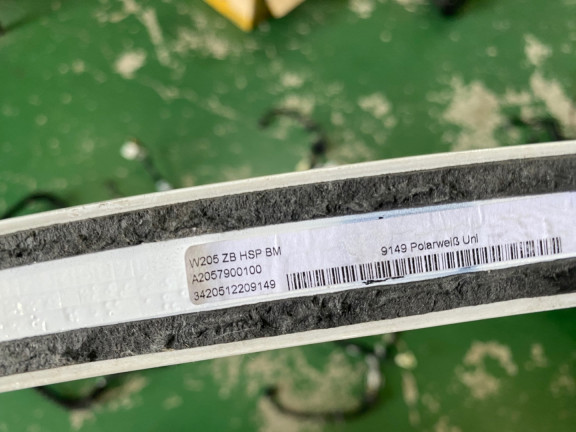 W205 ZB HSP BM
9149 Polarweiß Uni
A2057900100
3420512209149